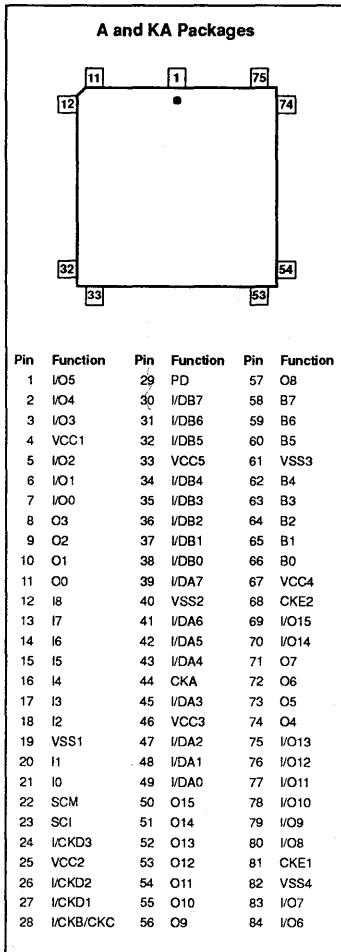 A and KA Packages
11 1 75
12 74
32 54
33 53
Pin Function Pin Function Pin Function
1 I/O5 29 PD 57 O8
2 I/O4 30 I/DB7 58 B7
3 I/O3 31 I/DB6 59 B6
4 VCC1 32 I/DB5 60 B5
5 I/O2 33 VCC5 61 VSS3
6 I/O1 34 I/DB4 62 B4
7 I/O0 35 I/DB3 63 B3
8 O3 36 I/DB2 64 B2
9 O2 37 I/DB1 65 B1
10 O1 38 I/DB0 66 B0
11 O0 39 I/DA7 67 VCC4
12 I8 40 VSS2 68 CKE2
13 I7 41 I/DA6 69 I/O15
14 I6 42 I/DA5 70 I/O14
15 I5 43 I/DA4 71 O7
16 I4 44 CKA 72 O6
17 I3 45 I/DA3 73 O5
18 I2 46 VCC3 74 O4
19 VSS1 47 I/DA2 75 I/O13
20 I1 48 I/DA1 76 I/O12
21 I0 49 I/DA0 77 I/O11
22 SCM 50 O15 78 I/O10
23 SCI 51 O14 79 I/O9
24 I/CKD3 52 O13 80 I/O8
25 VCC2 53 O12 81 CKE1
26 I/CKD2 54 O11 82 VSS4
27 I/CKD1 55 O10 83 I/O7
28 I/CKB/CKC 56 O9 84 I/O6